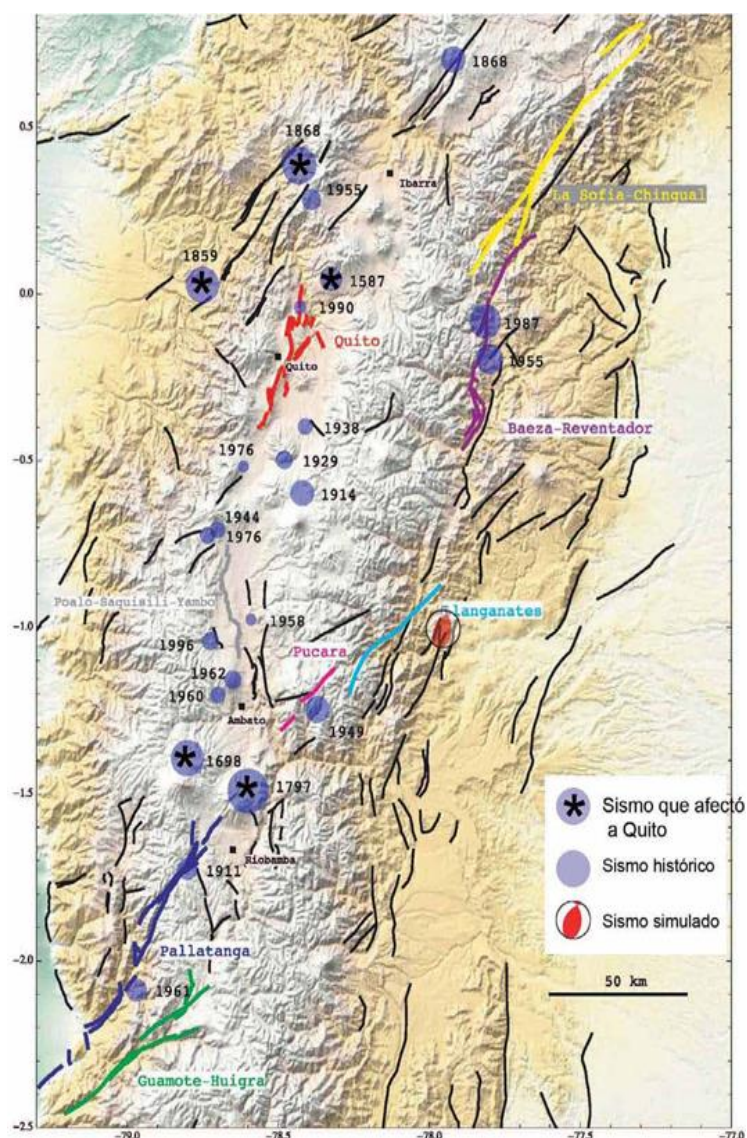 1868
0.5
1868
Ibarra
1955
La Sofia-Chingual
1859
1587
0.0
1990
1987
Quito
Quito
1955
1938
Baeza-Reventador
1976
1929
-0.5
1914
1944
1976
Poalo-Saquisili-Yambo
Llanganates
1958
-1.0
1996
Pucara
1962
1960
Ambato
1949
1698
1797
-1.5
Sismo que afectó
a Quito
Riobamba
1911
Sismo histórico
Sismo simulado
Pallatanga
-2.0
1961
50 km
Guamote-Huigra
-2.5
-79.0
-78.5
-78.0
-77.5
-77.0